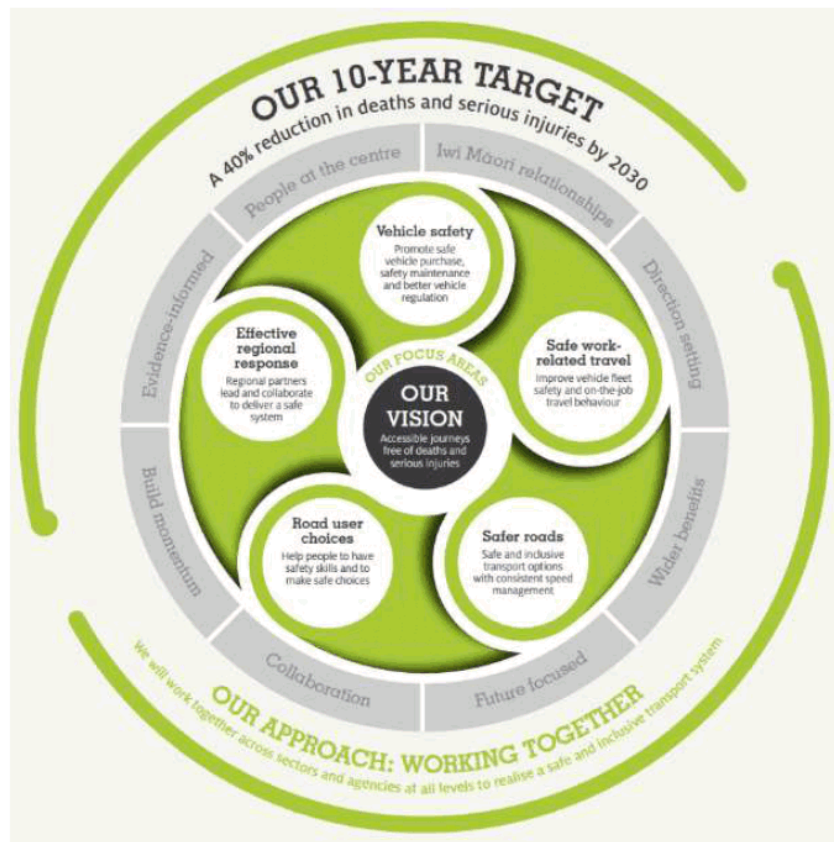 OUR 10-YEAR TARGET
A 40% reduction in deaths and serious injuries by 2030
People at the centre
Iwi Māori relationships
Direction setting
Wider benefits
Future focused
Collaboration
Build momentum
Evidence-informed
Vehicle safety
Promote safe
vehicle purchase,
safety maintenance
and better vehicle
regulation
Safe work-
related travel
Improve vehicle fleet
safety and on-the-job
travel behaviour
Safer roads
Safe and inclusive
transport options
with consistent speed
management
Road user
choices
Help people to have
safety skills and to
make safe choices
Effective
regional
response
Regional partners
lead and collaborate
to deliver a safe
system
OUR FOCUS AREAS
OUR
VISION
Accessible journeys
free of deaths and
serious injuries
OUR APPROACH: WORKING TOGETHER
We will work together across sectors and agencies at all levels to realise a safe and inclusive transport system